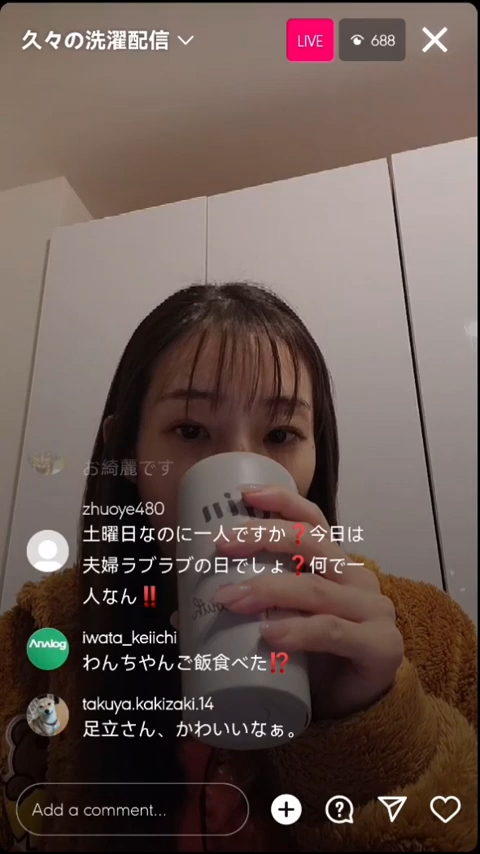 久々の洗濯配信
LIVE
688
お綺麗です
zhuoye480
土曜日なのに一人ですか❓今日は
夫婦ラブラブの日でしょ❓何で一
人なん‼️
iwata_keiichi
Analog
わんちやんご飯食べた⁉️
takuya.kakizaki.14
足立さん、かわいいなぁ。
Add a comment...